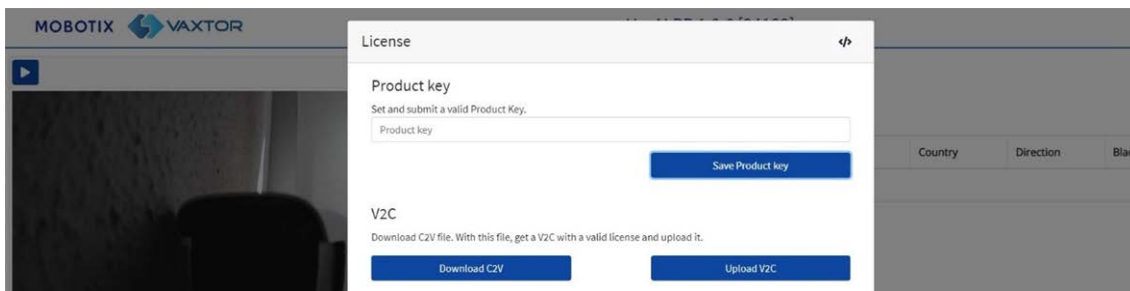 MOBOTIX VAXTOR
License
</>
Product key
Set and submit a valid Product Key.
Product key
Save Product key
Country Direction
V2C
Download C2V file. With this file, get a V2C with a valid license and upload it.
Download C2V Upload V2C